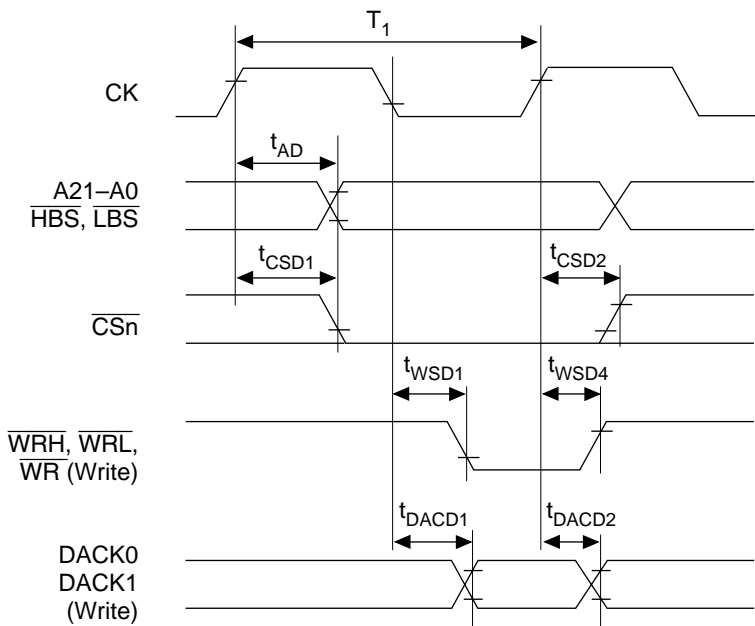 T1
CK
tAD
A21–A0
HBS, LBS
tCSD1
tCSD2
CSn
tWSD1
tWSD4
WRH, WRL,
WR (Write)
tDACD1
tDACD2
DACK0
DACK1
(Write)